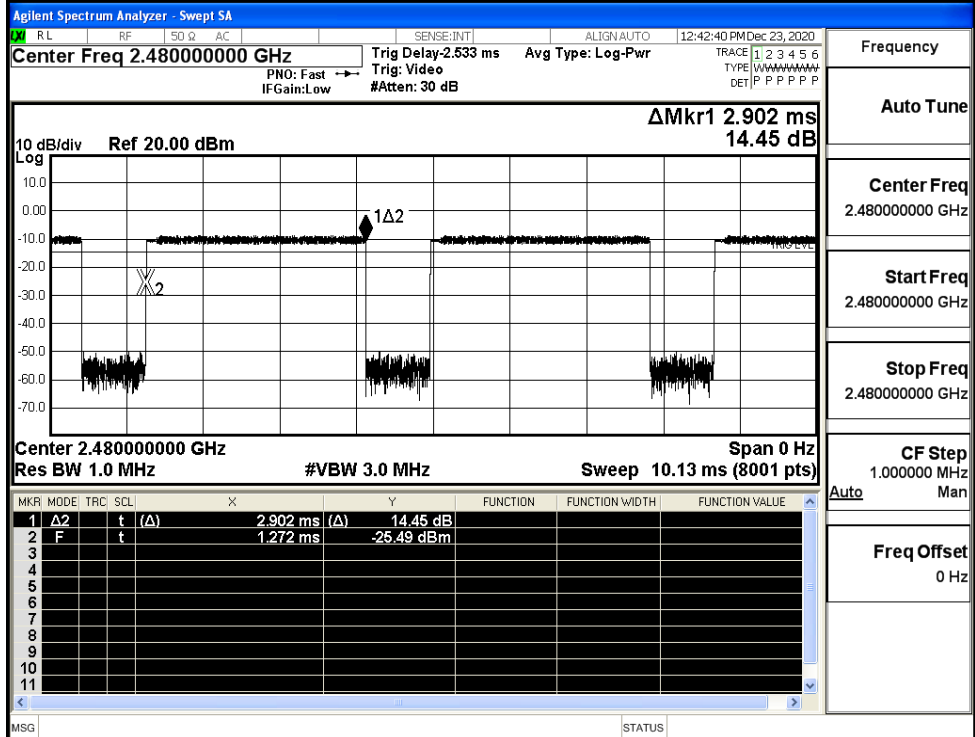 Agilent Spectrum Analyzer - Swept SA
LXI RL RF 50 Ω AC SENSE:INT ALIGNAUTO 12:42:40 PM Dec 23, 2020
Center Freq 2.480000000 GHz
PNO: Fast
IFGain:Low
Trig Delay-2.533 ms
Trig: Video
#Atten: 30 dB
Avg Type: Log-Pwr
TRACE 1 2 3 4 5 6
TYPE WWWWWW
DET P P P P P P
ΔMkr1 2.902 ms
14.45 dB
10 dB/div Ref 20.00 dBm
Log
10.0
0.00
-10.0
-20.0
-30.0
-40.0
-50.0
-60.0
-70.0
1Δ2
2
TRIG LVL
Center 2.480000000 GHz Span 0 Hz
Res BW 1.0 MHz #VBW 3.0 MHz Sweep 10.13 ms (8001 pts)
MKR MODE TRC SCL X Y FUNCTION FUNCTION WIDTH FUNCTION VALUE
1 Δ2 t (Δ) 2.902 ms (Δ) 14.45 dB
2 F t 1.272 ms -25.49 dBm
3
4
5
6
7
8
9
10
11
MSG STATUS
Frequency
Auto Tune
Center Freq
2.480000000 GHz
Start Freq
2.480000000 GHz
Stop Freq
2.480000000 GHz
CF Step
1.000000 MHz
Auto Man
Freq Offset
0 Hz